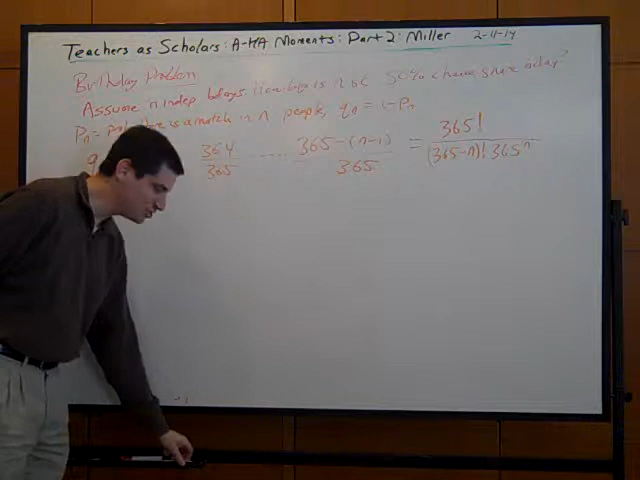 Teachers as Scholars: A-HA Moments: Part 2: Miller 2-11-14
Birthday Problem
Assume n indep bdays. How big is n so 50% chance share a day?
Pn = prob there is a match in n people, qn = 1-Pn
q 364/365 ..... 365-(n-1)/365 = 365!/(365-n)! 365^n